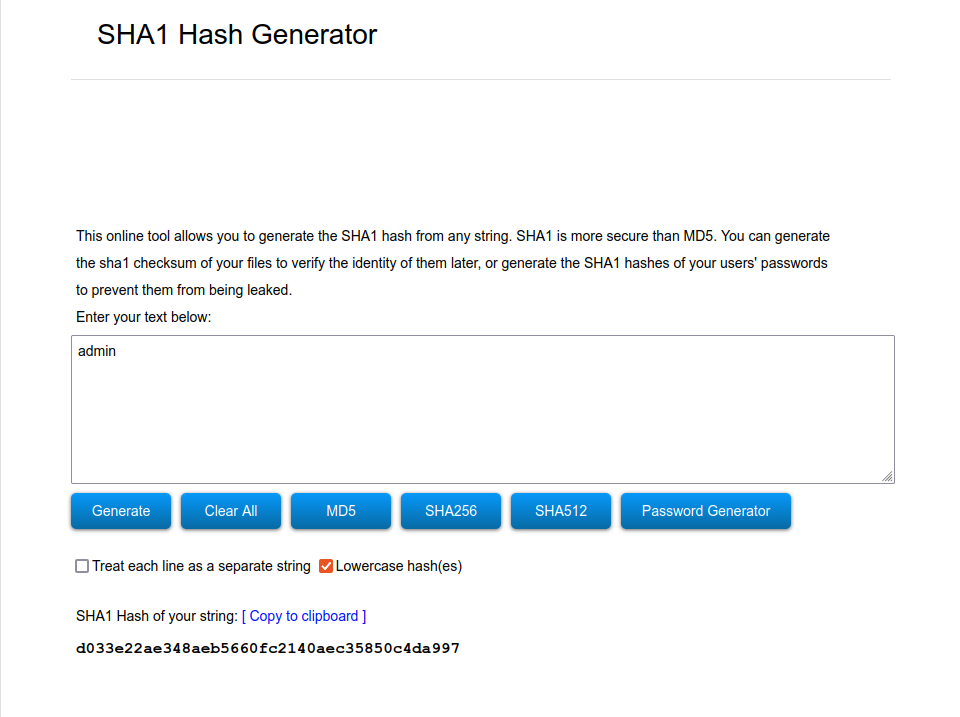 SHA1 Hash Generator
This online tool allows you to generate the SHA1 hash from any string. SHA1 is more secure than MD5. You can generate
the sha1 checksum of your files to verify the identity of them later, or generate the SHA1 hashes of your users' passwords
to prevent them from being leaked.
Enter your text below:
admin
Generate Clear All MD5 SHA256 SHA512 Password Generator
Treat each line as a separate string Lowercase hash(es)
SHA1 Hash of your string: [ Copy to clipboard ]
d033e22ae348aeb5660fc2140aec35850c4da997